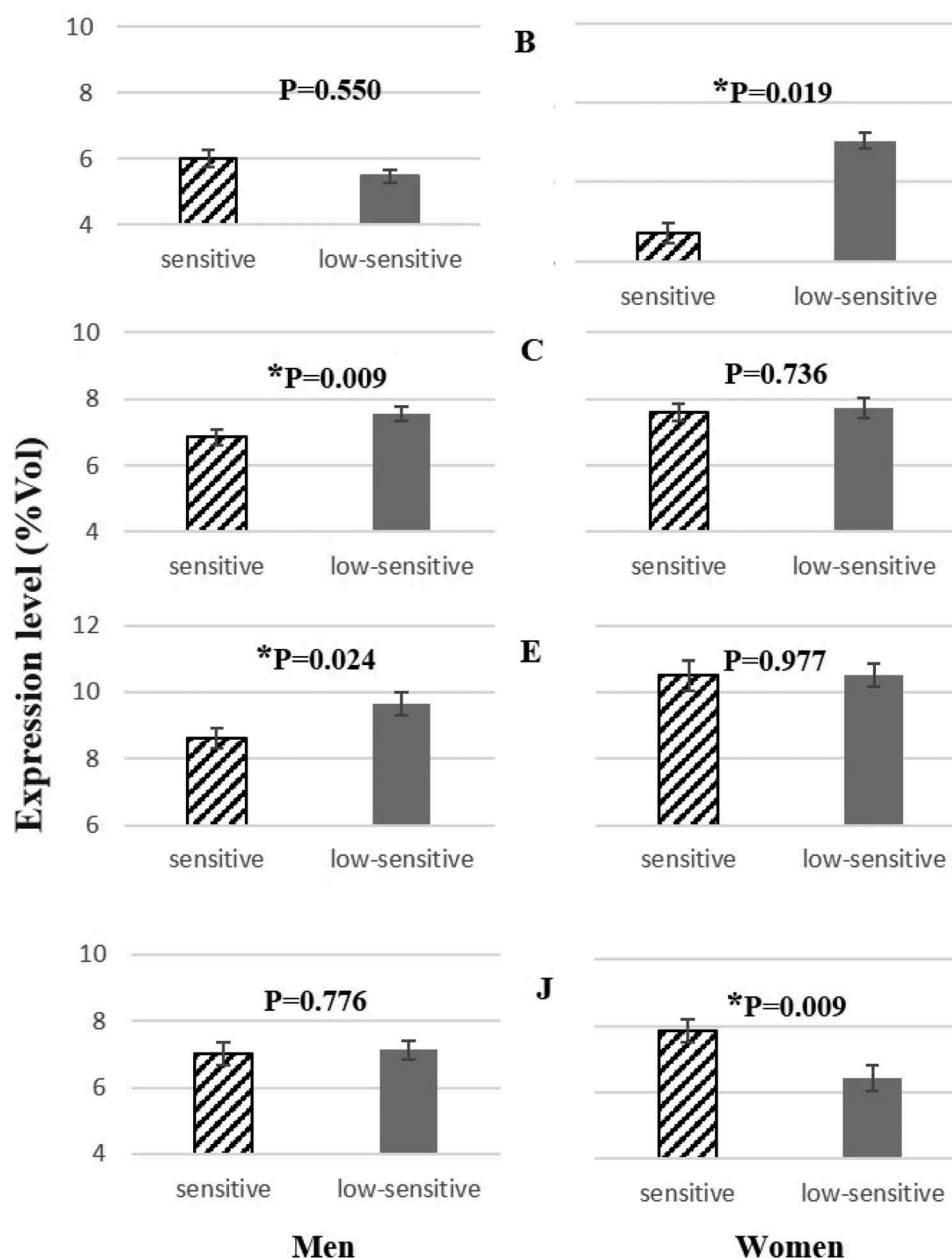 10
B
8
P=0.550
*P=0.019
6
4
sensitive
low-sensitive
sensitive
low-sensitive
10
C
*P=0.009
P=0.736
8
6
4
sensitive
low-sensitive
sensitive
low-sensitive
Expression level (%Vol)
12
E
*P=0.024
P=0.977
10
8
6
sensitive
low-sensitive
sensitive
low-sensitive
10
J
P=0.776
*P=0.009
8
6
4
sensitive
low-sensitive
sensitive
low-sensitive
Men
Women